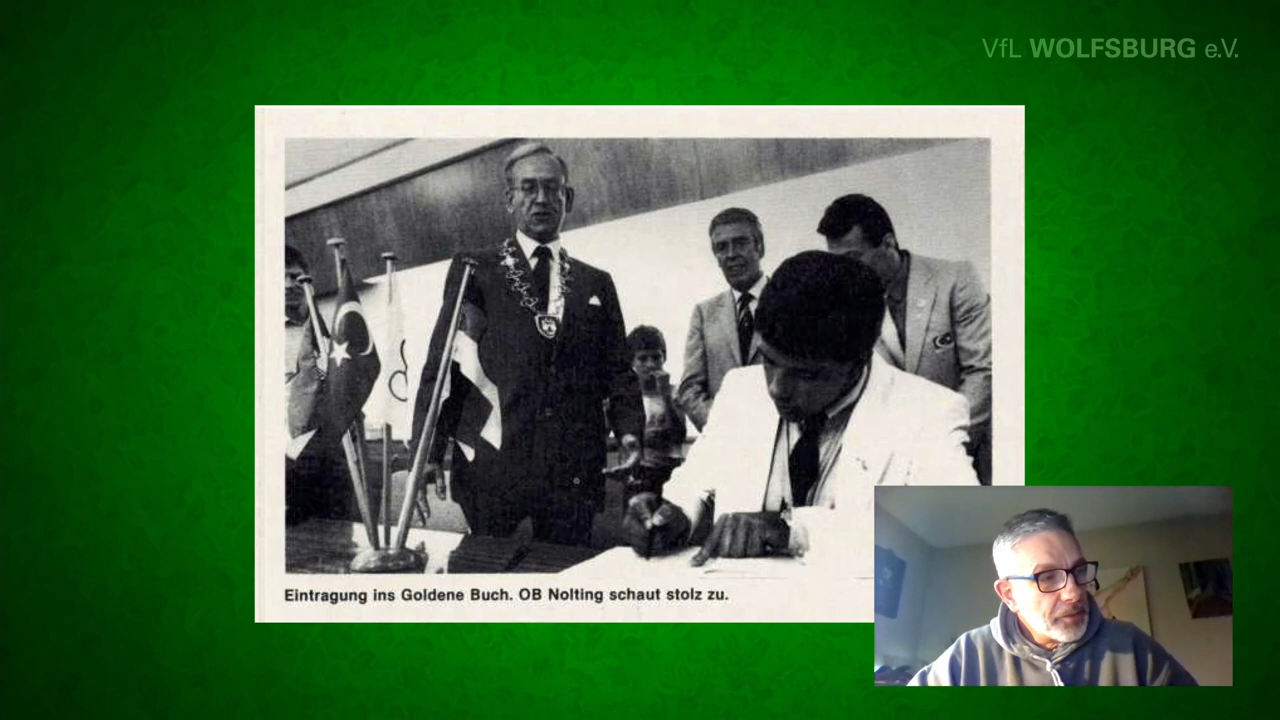 VfL WOLFSBURG e.V.
Eintragung ins Goldene Buch. OB Nolting schaut stolz zu.